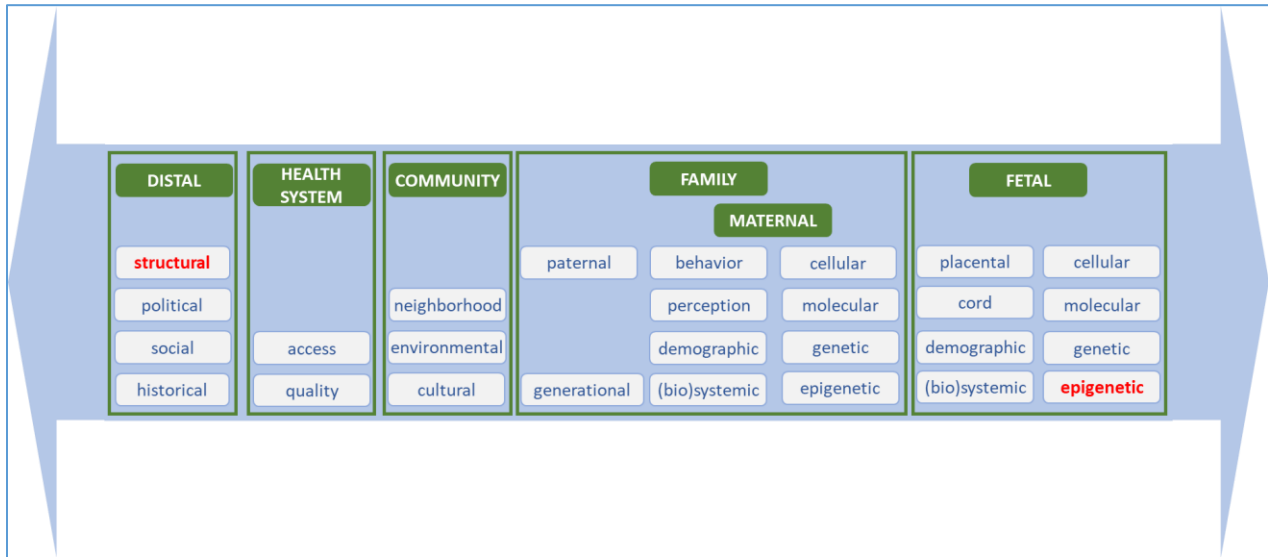 DISTAL
structural
political
social
historical
HEALTH
SYSTEM
access
quality
COMMUNITY
neighborhood
environmental
cultural
FAMILY
MATERNAL
paternal
generational
behavior
perception
demographic
(bio)systemic
cellular
molecular
genetic
epigenetic
FETAL
placental
cord
demographic
(bio)systemic
cellular
molecular
genetic
epigenetic